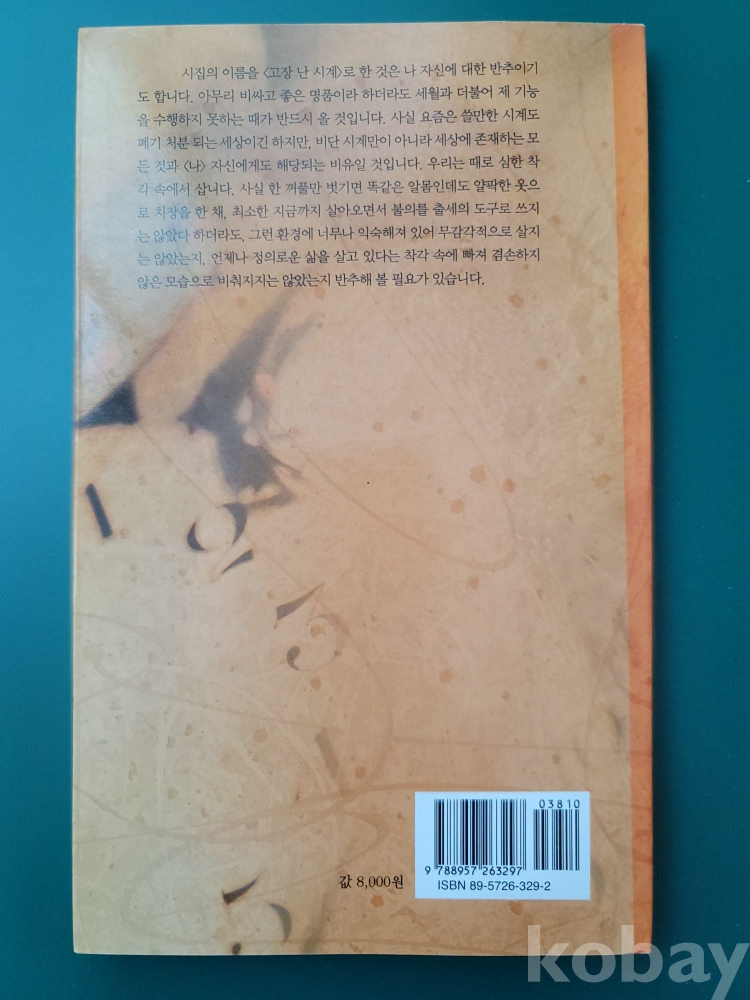 시집의 이름을 〈고장 난 시계〉로 한 것은 나 자신에 대한 반추이기
도 합니다. 아무리 비싸고 좋은 명품이라 하더라도 세월과 더불어 제 기능
을 수행하지 못하는 때가 반드시 올 것입니다. 사실 요즘은 쓸만한 시계도
폐기 처분 되는 세상이긴 하지만, 비단 시계만이 아니라 세상에 존재하는 모
든 것과 〈나〉 자신에게도 해당되는 비유일 것입니다. 우리는 때로 심한 착
각 속에서 삽니다. 사실 한 꺼풀만 벗기면 똑같은 알몸인데도 얄팍한 옷으
로 치장을 한 채, 최소한 지금까지 살아오면서 불의를 출세의 도구로 쓰지
는 않았다 하더라도, 그런 환경에 너무나 익숙해져 있어 무감각적으로 살지
는 않았는지, 언제나 정의로운 삶을 살고 있다는 착각 속에 빠져 겸손하지
않은 모습으로 비춰지지는 않았는지 반추해 볼 필요가 있습니다.
1
2
3
5
03810
9 788957 263297
값 8,000원
ISBN 89-5726-329-2
kobay